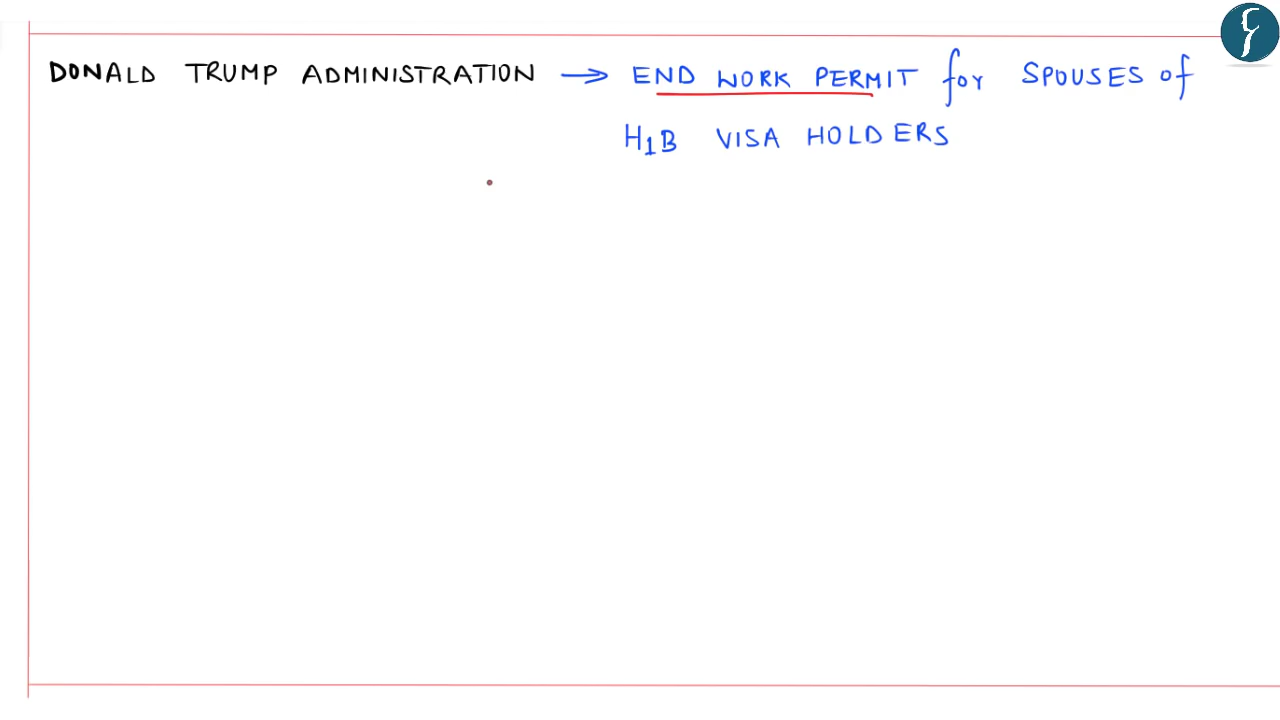 DONALD TRUMP ADMINISTRATION → END WORK PERMIT for SPOUSES of
H1B VISA HOLDERS